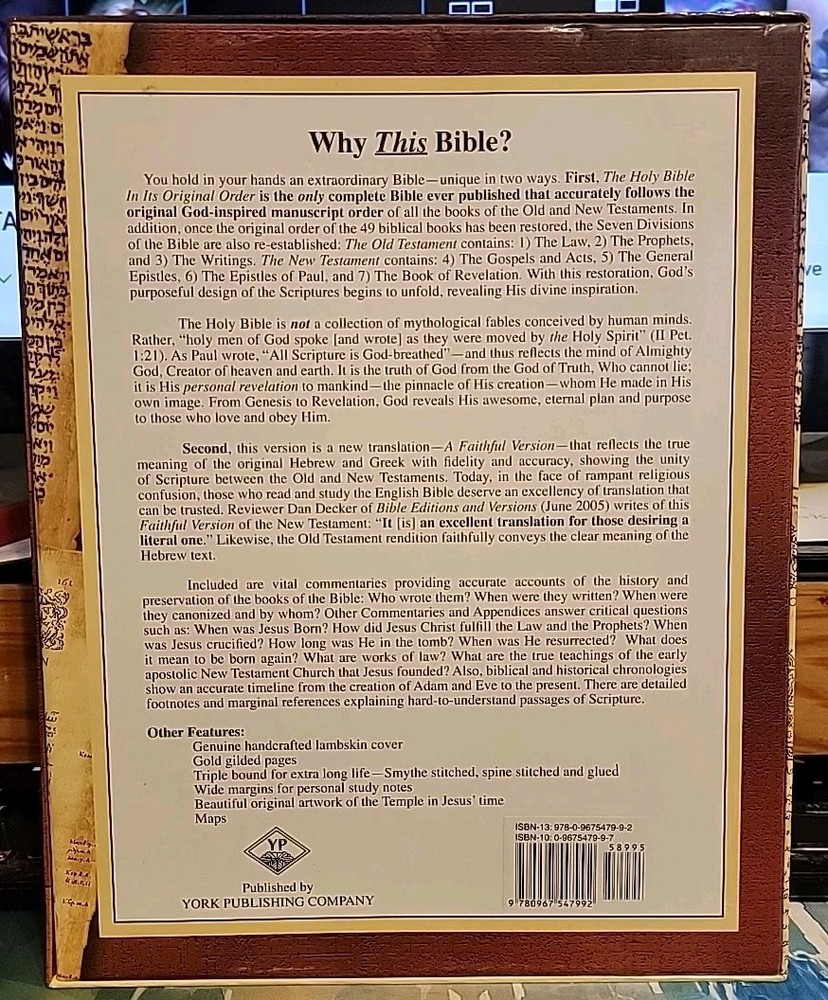 Why This Bible?
You hold in your hands an extraordinary Bible—unique in two ways. First, The Holy Bible
In Its Original Order is the only complete Bible ever published that accurately follows the
original God-inspired manuscript order of all the books of the Old and New Testaments. In
addition, once the original order of the 49 biblical books has been restored, the Seven Divisions
of the Bible are also re-established: The Old Testament contains: 1) The Law, 2) The Prophets,
and 3) The Writings. The New Testament contains: 4) The Gospels and Acts, 5) The General
Epistles, 6) The Epistles of Paul, and 7) The Book of Revelation. With this restoration, God's
purposeful design of the Scriptures begins to unfold, revealing His divine inspiration.
The Holy Bible is not a collection of mythological fables conceived by human minds.
Rather, “holy men of God spoke [and wrote] as they were moved by the Holy Spirit” (II Pet.
1:21). As Paul wrote, “All Scripture is God-breathed”—and thus reflects the mind of Almighty
God, Creator of heaven and earth. It is the truth of God from the God of Truth, Who cannot lie;
it is His personal revelation to mankind—the pinnacle of His creation—whom He made in His
own image. From Genesis to Revelation, God reveals His awesome, eternal plan and purpose
to those who love and obey Him.
Second, this version is a new translation—A Faithful Version—that reflects the true
meaning of the original Hebrew and Greek with fidelity and accuracy, showing the unity
of Scripture between the Old and New Testaments. Today, in the face of rampant religious
confusion, those who read and study the English Bible deserve an excellency of translation that
can be trusted. Reviewer Dan Decker of Bible Editions and Versions (June 2005) writes of this
Faithful Version of the New Testament: “It [is] an excellent translation for those desiring a
literal one.” Likewise, the Old Testament rendition faithfully conveys the clear meaning of the
Hebrew text.
Included are vital commentaries providing accurate accounts of the history and
preservation of the books of the Bible: Who wrote them? When were they written? When were
they canonized and by whom? Other Commentaries and Appendices answer critical questions
such as: When was Jesus Born? How did Jesus Christ fulfill the Law and the Prophets? When
was Jesus crucified? How long was He in the tomb? When was He resurrected? What does
it mean to be born again? What are works of law? What are the true teachings of the early
apostolic New Testament Church that Jesus founded? Also, biblical and historical chronologies
show an accurate timeline from the creation of Adam and Eve to the present. There are detailed
footnotes and marginal references explaining hard-to-understand passages of Scripture.
Other Features:
Genuine handcrafted lambskin cover
Gold gilded pages
Triple bound for extra long life—Smythe stitched, spine stitched and glued
Wide margins for personal study notes
Beautiful original artwork of the Temple in Jesus' time
Maps
YP
Published by
YORK PUBLISHING COMPANY
ISBN-13: 978-0-9675479-9-2
ISBN-10: 0-9675479-9-7
58995
9 780967 547992